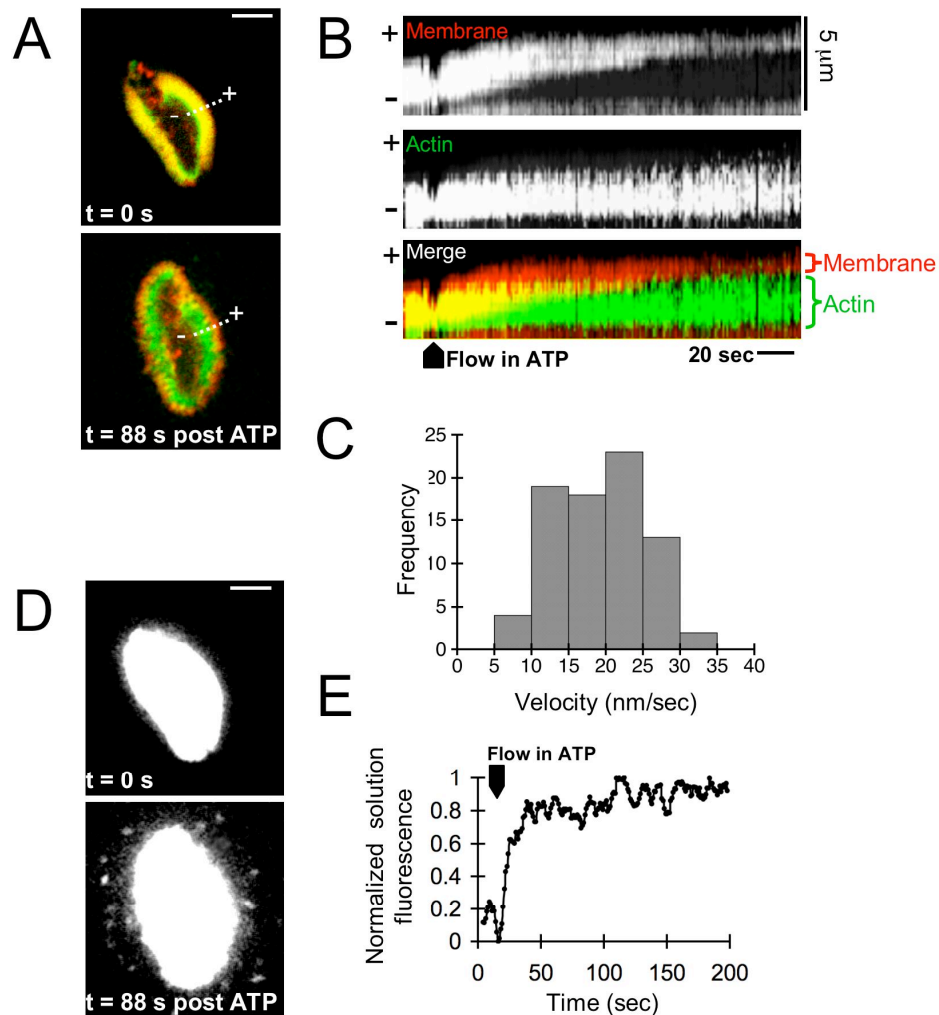 A
+
-
t = 0 s
+
-
t = 88 s post ATP
B
+
Membrane
-
5 µm
+
Actin
-
+
Merge
-
Membrane
Actin
Flow in ATP
20 sec
C
Frequency
25
20
15
10
5
0
0 5 10 15 20 25 30 35 40
Velocity (nm/sec)
D
t = 0 s
t = 88 s post ATP
E
Flow in ATP
Normalized solution
fluorescence
1
0.8
0.6
0.4
0.2
0
0 50 100 150 200
Time (sec)